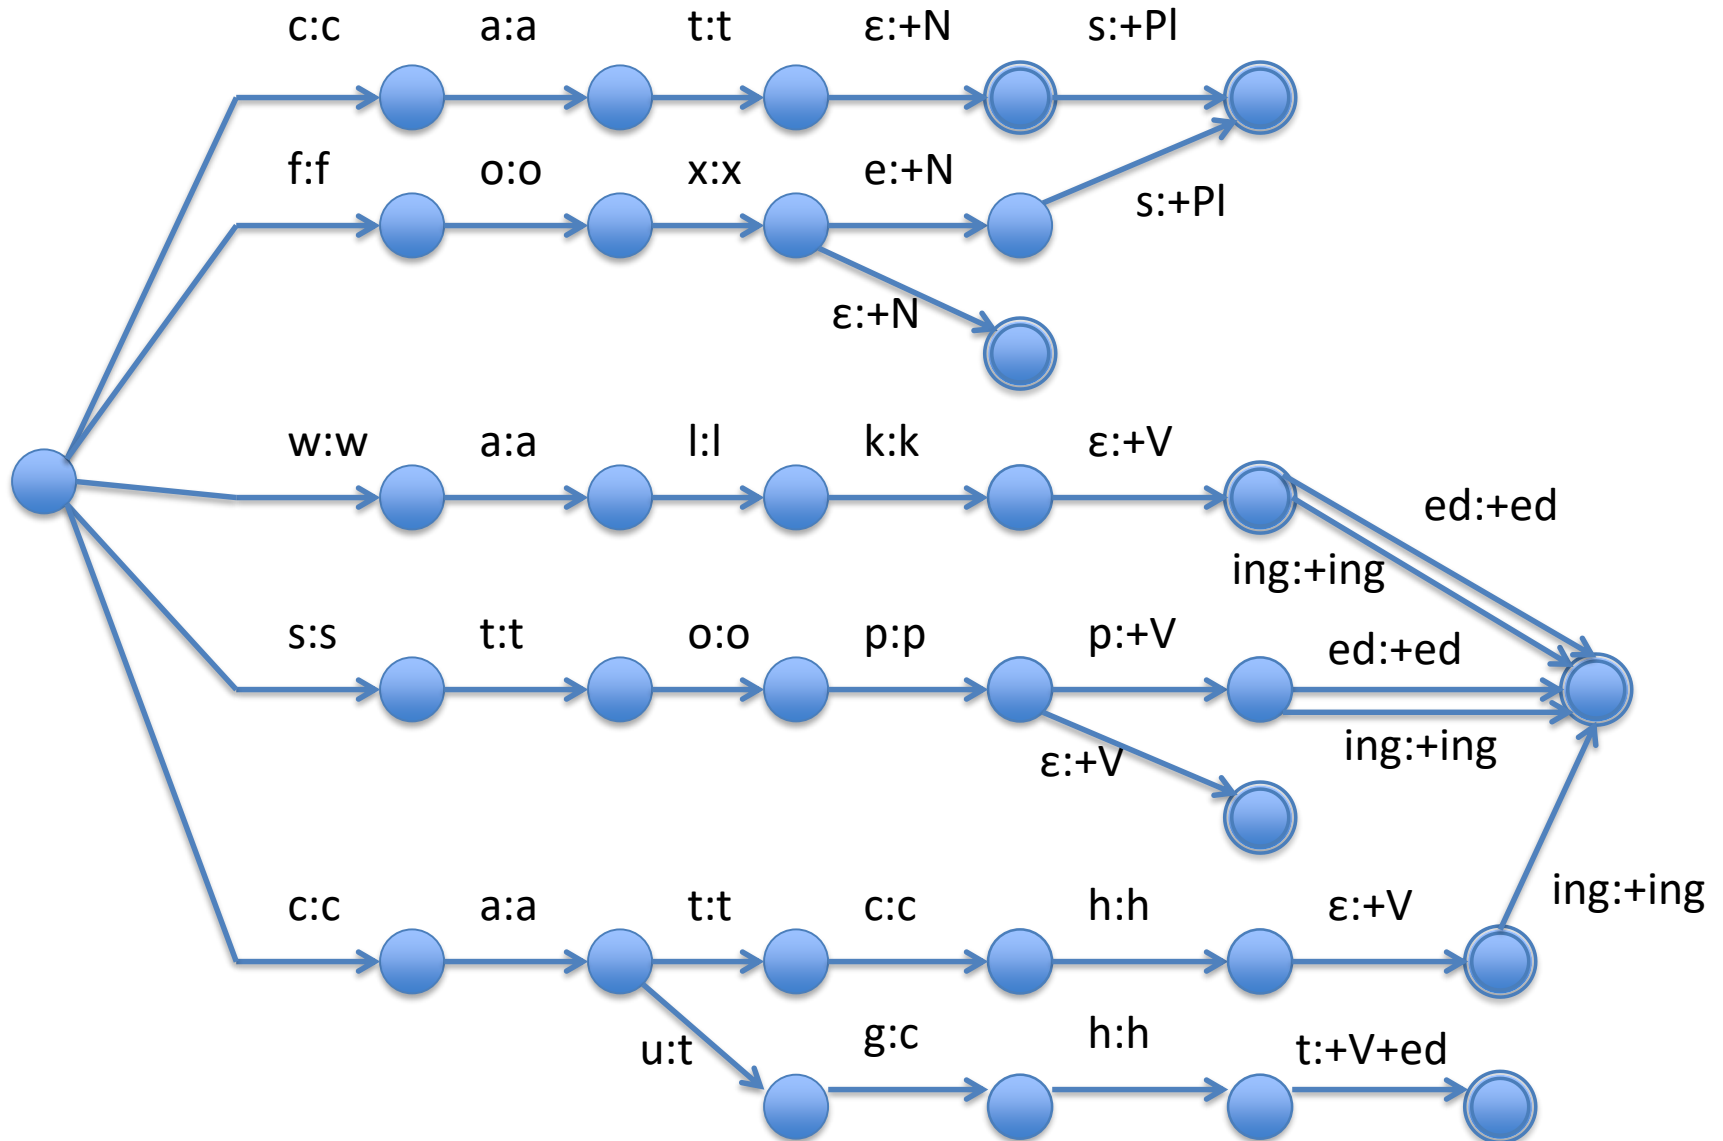 c:c a:a t:t ε:+N s:+Pl
f:f o:o x:x e:+N
s:+Pl
ε:+N
w:w a:a l:l k:k ε:+V
ed:+ed
ing:+ing
s:s t:t o:o p:p p:+V ed:+ed
ing:+ing
ε:+V
c:c a:a t:t c:c h:h ε:+V ing:+ing
u:t g:c h:h t:+V+ed